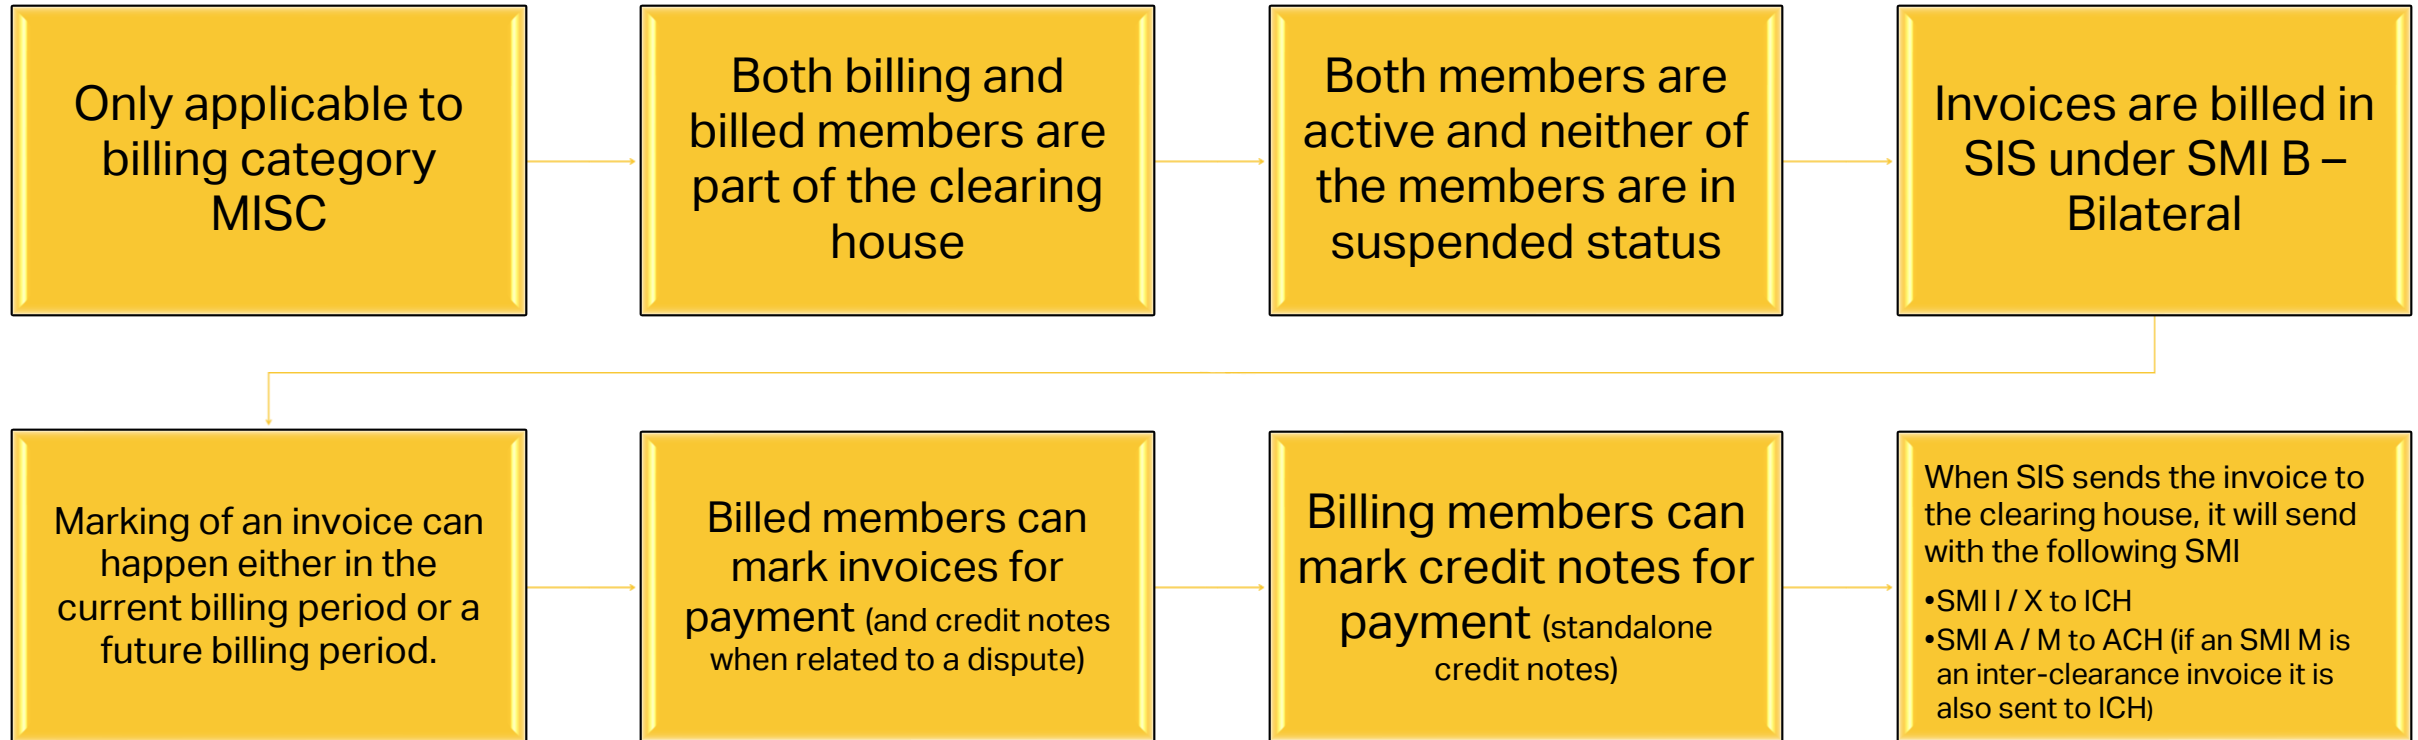 Only applicable to
billing category
MISC
Both billing and
billed members are
part of the clearing
house
Both members are
active and neither of
the members are in
suspended status
Invoices are billed in
SIS under SMI B –
Bilateral
Marking of an invoice can
happen either in the
current billing period or a
future billing period.
Billed members can
mark invoices for
payment (and credit notes
when related to a dispute)
Billing members can
mark credit notes for
payment (standalone
credit notes)
When SIS sends the invoice to
the clearing house, it will send
with the following SMI
•SMI I / X to ICH
•SMI A / M to ACH (if an SMI M is
an inter-clearance invoice it is
also sent to ICH)